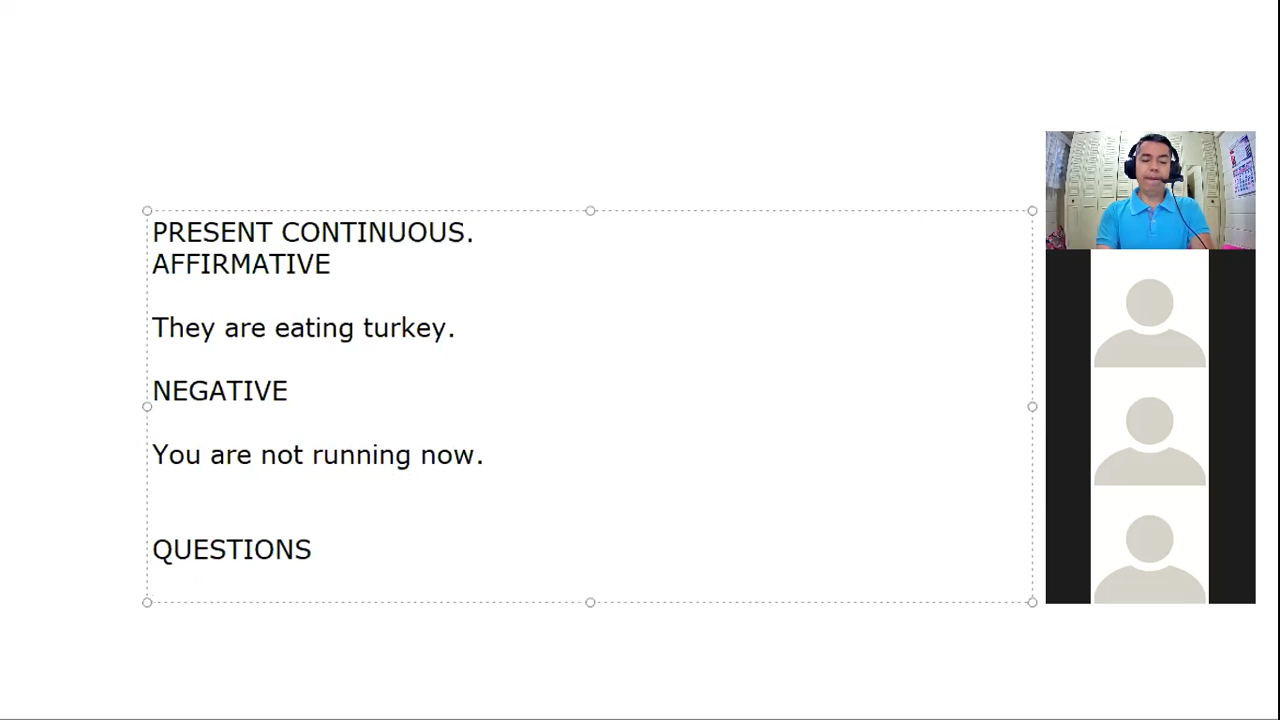 PRESENT CONTINUOUS.
AFFIRMATIVE
They are eating turkey.
NEGATIVE
You are not running now.
QUESTIONS